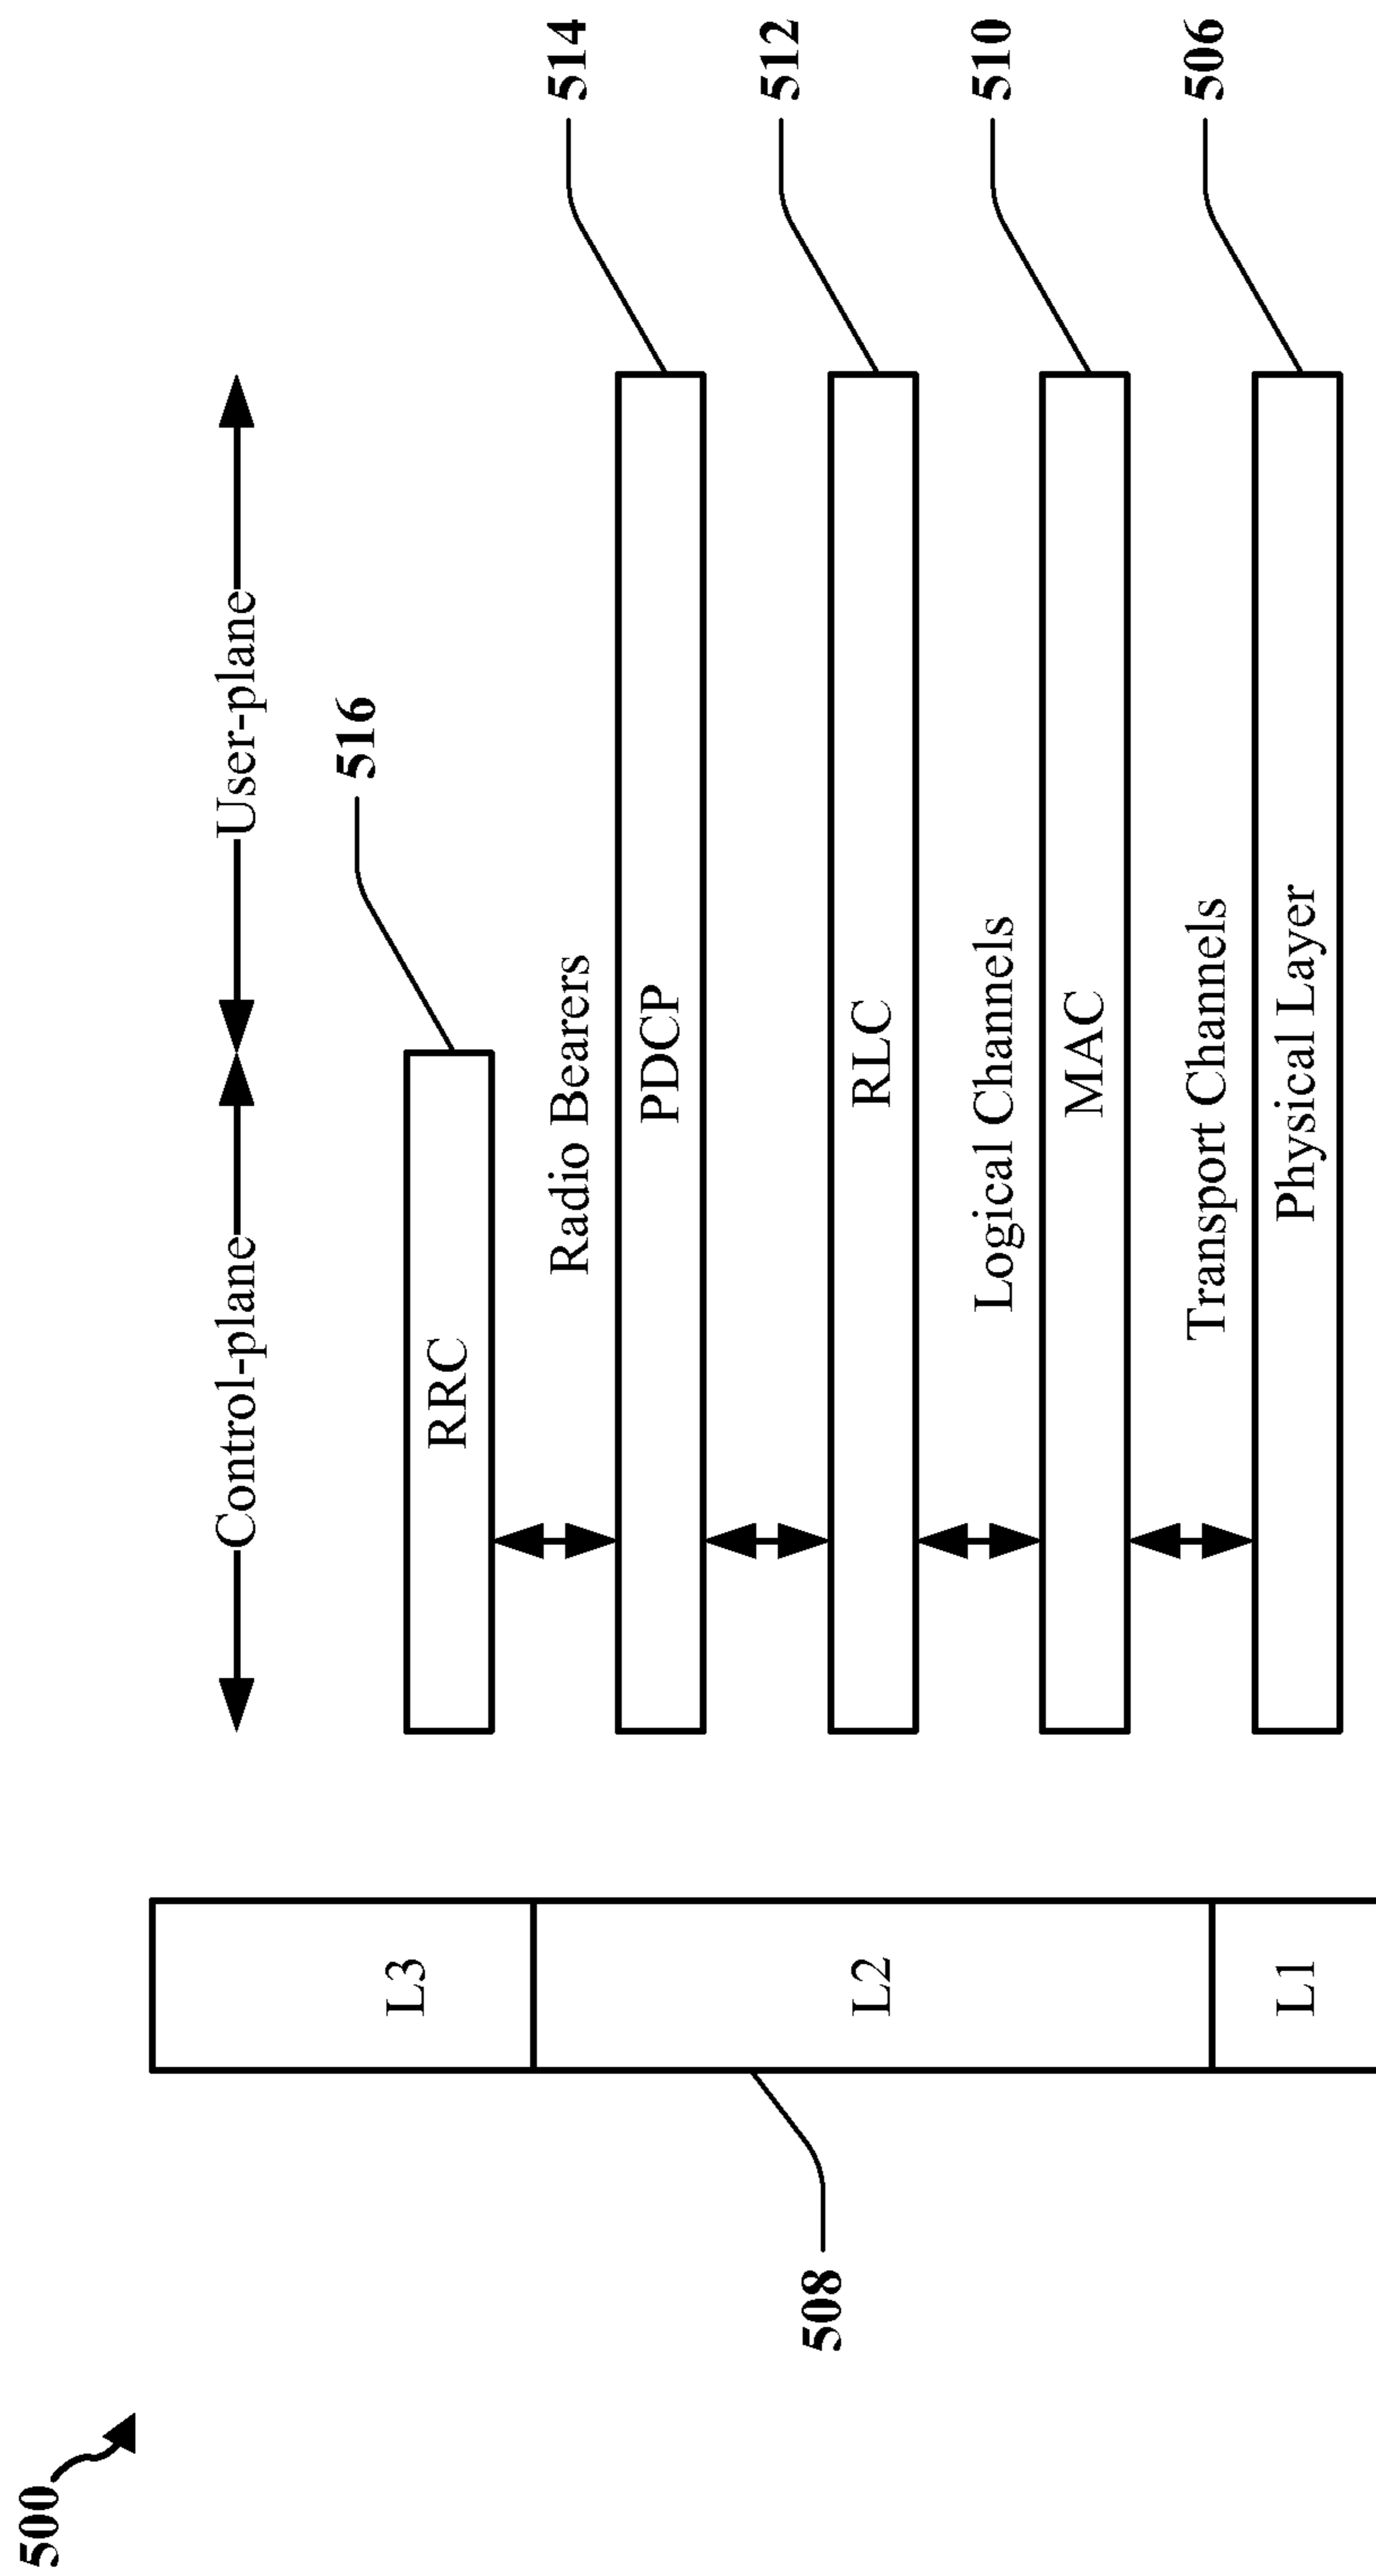 500
Control-plane
User-plane
516
L3
RRC
Radio Bearers
514
PDCP
508
L2
RLC
512
Logical Channels
MAC
510
Transport Channels
L1
Physical Layer
506